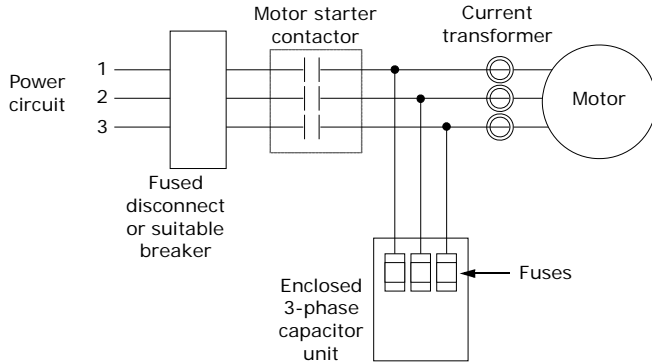 Motor starter
contactor
Current
transformer
Power
circuit
1
2
3
Motor
Fused
disconnect
or suitable
breaker
Enclosed
3-phase
capacitor
unit
Fuses